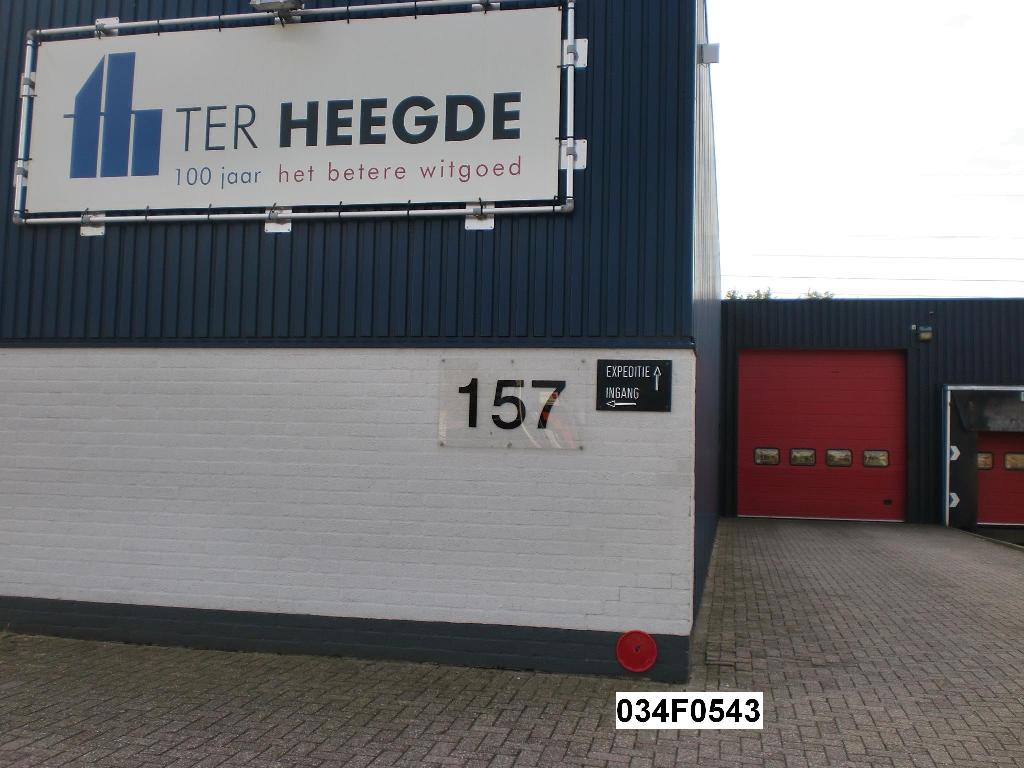 TER HEEGDE
100 jaar het betere witgoed
157
EXPEDITIE ↑
INGANG
←
034F0543